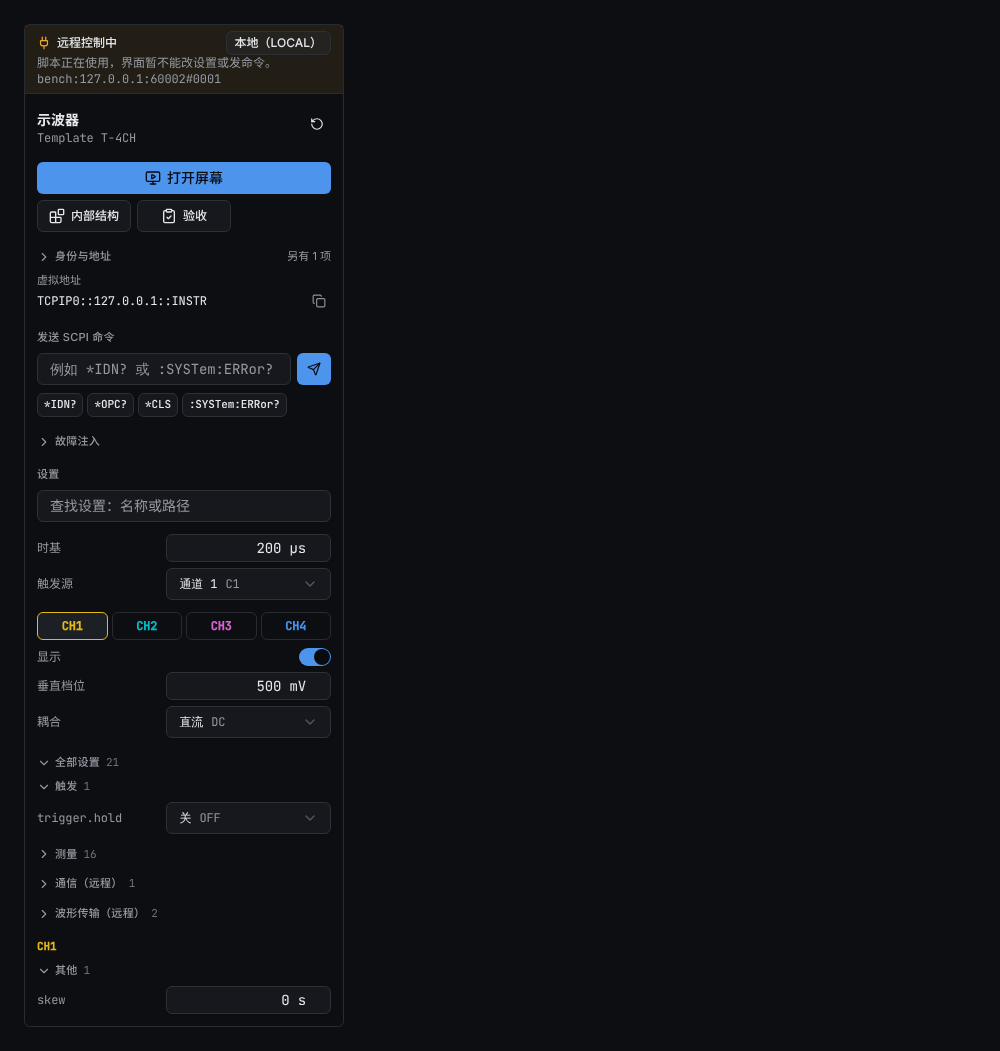 远程控制中 本地（LOCAL）
脚本正在使用，界面暂不能改设置或发命令。
bench:127.0.0.1:60002#0001
示波器
Template T-4CH
打开屏幕
内部结构 验收
身份与地址 另有 1 项
虚拟地址
TCPIP0::127.0.0.1::INSTR
发送 SCPI 命令
例如 *IDN? 或 :SYSTem:ERRor?
*IDN? *OPC? *CLS :SYSTem:ERRor?
故障注入
设置
查找设置：名称或路径
时基 200 µs
触发源 通道 1 C1
CH1 CH2 CH3 CH4
显示
垂直档位 500 mV
耦合 直流 DC
全部设置 21
触发 1
trigger.hold 关 OFF
测量 16
通信（远程） 1
波形传输（远程） 2
CH1
其他 1
skew 0 s